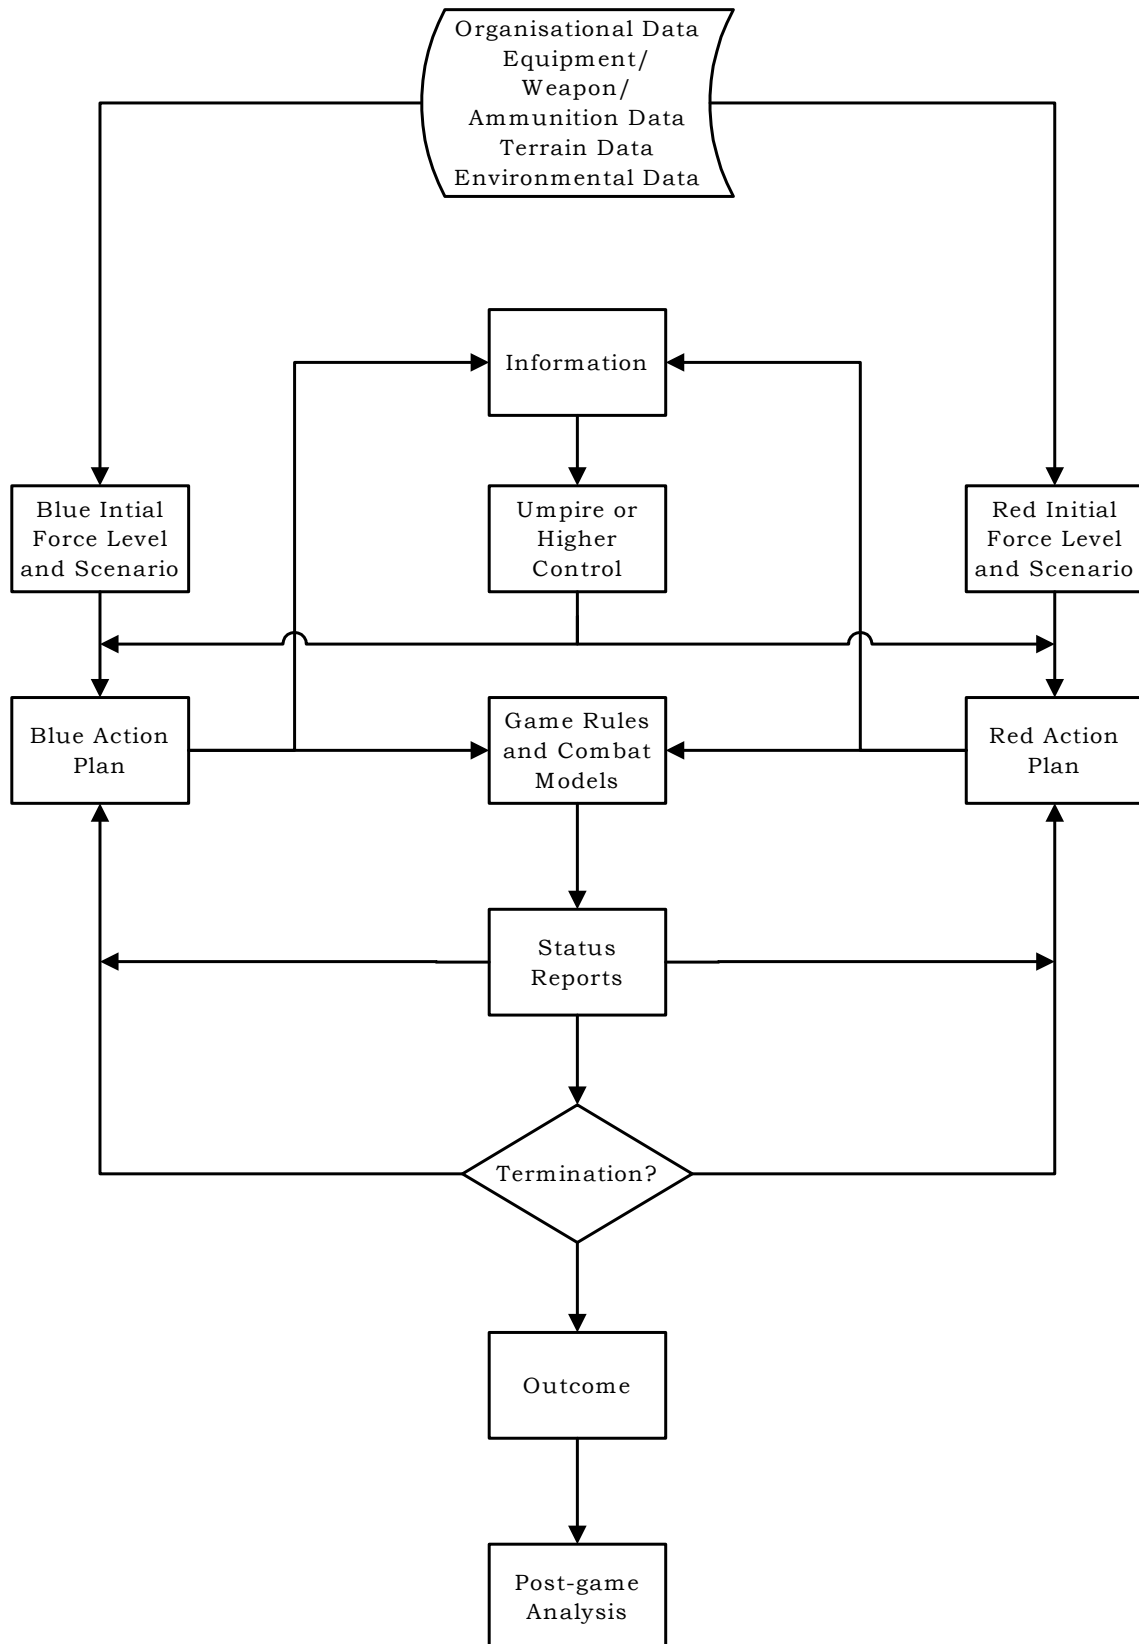 Organisational Data
Equipment/
Weapon/
Ammunition Data
Terrain Data
Environmental Data
Information
Blue Intial
Force Level
and Scenario
Umpire or
Higher
Control
Red Initial
Force Level
and Scenario
Blue Action
Plan
Game Rules
and Combat
Models
Red Action
Plan
Status
Reports
Termination?
Outcome
Post-game
Analysis